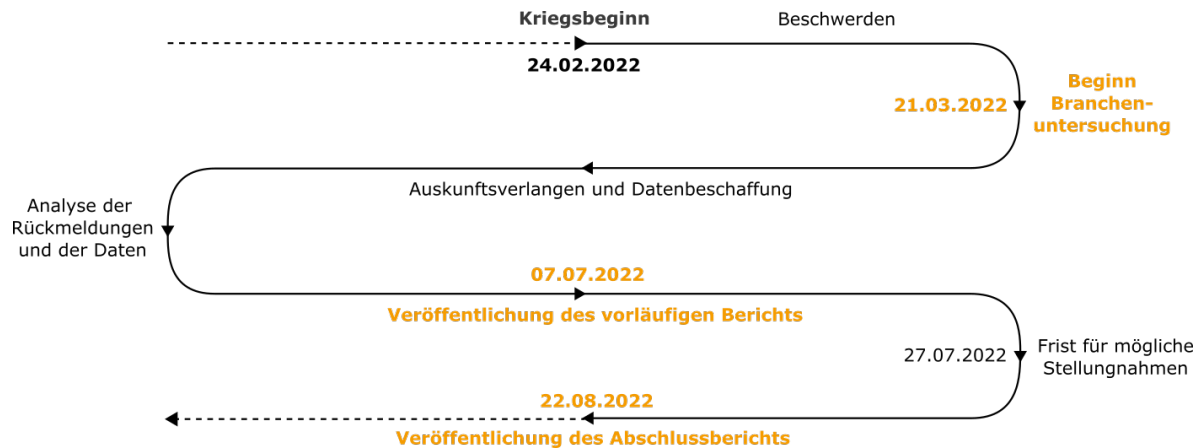 Kriegsbeginn
Beschwerden
24.02.2022
21.03.2022
Beginn
Branchen-
untersuchung
Auskunftsverlangen und Datenbeschaffung
Analyse der
Rückmeldungen
und der Daten
07.07.2022
Veröffentlichung des vorläufigen Berichts
27.07.2022
Frist für mögliche
Stellungnahmen
22.08.2022
Veröffentlichung des Abschlussberichts